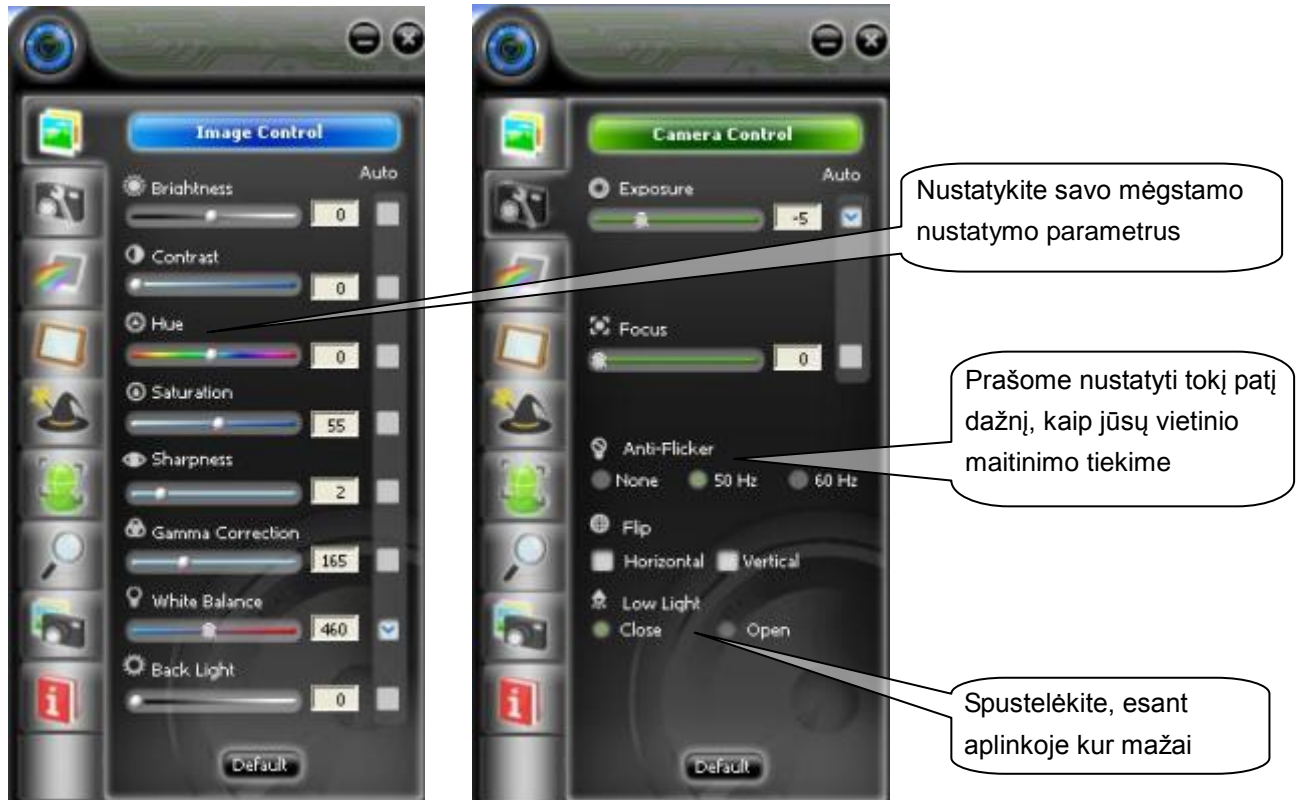 Image Control
Auto
Brightness
0
Contrast
0
Hue
0
Saturation
55
Sharpness
2
Gamma Correction
165
White Balance
460
Back Light
0
Default
Camera Control
Auto
Exposure
-5
Focus
0
Anti-Flicker
None 50 Hz 60 Hz
Flip
Horizontal Vertical
Low Light
Close Open
Default
Nustatykite savo mėgstamo
nustatymo parametrus
Prašome nustatyti tokį patį
dažnį, kaip jūsų vietinio
maitinimo tiekime
Spustelėkite, esant
aplinkoje kur mažai